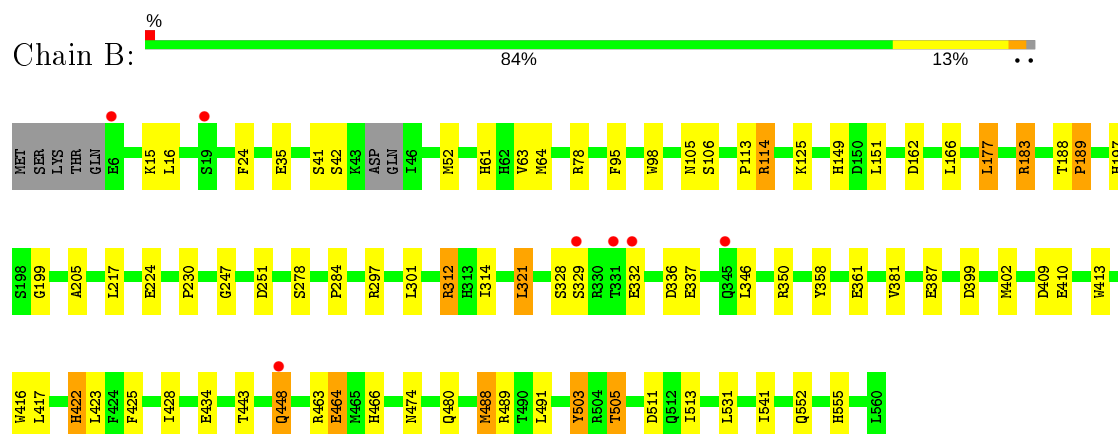 %
Chain B:
84% 13% • •
MET SER LYS THR GLN E6 K15 L16 S19 F24 E35 S41 S42 K43 ASP GLN I46 M52 H61 H62 V63 M64 R78 F95 W98 N105 S106 P113 R114 K125 H149 D150 L151 D162 L166 L177 R183 T188 P189 H197
S198 G199 A205 L217 E224 P230 G247 D251 S278 P284 R297 L301 R312 H313 I314 L321 S328 S329 R330 T331 E332 D336 E337 Q345 L346 R350 Y358 E361 V381 E387 D399 M402 D409 E410 W413
W416 L417 H422 L423 F424 F425 I428 E434 T443 Q448 R463 E464 M465 H466 N474 Q480 M488 R489 T490 L491 Y503 R504 T505 D511 Q512 I513 L531 I541 Q552 H555 L560